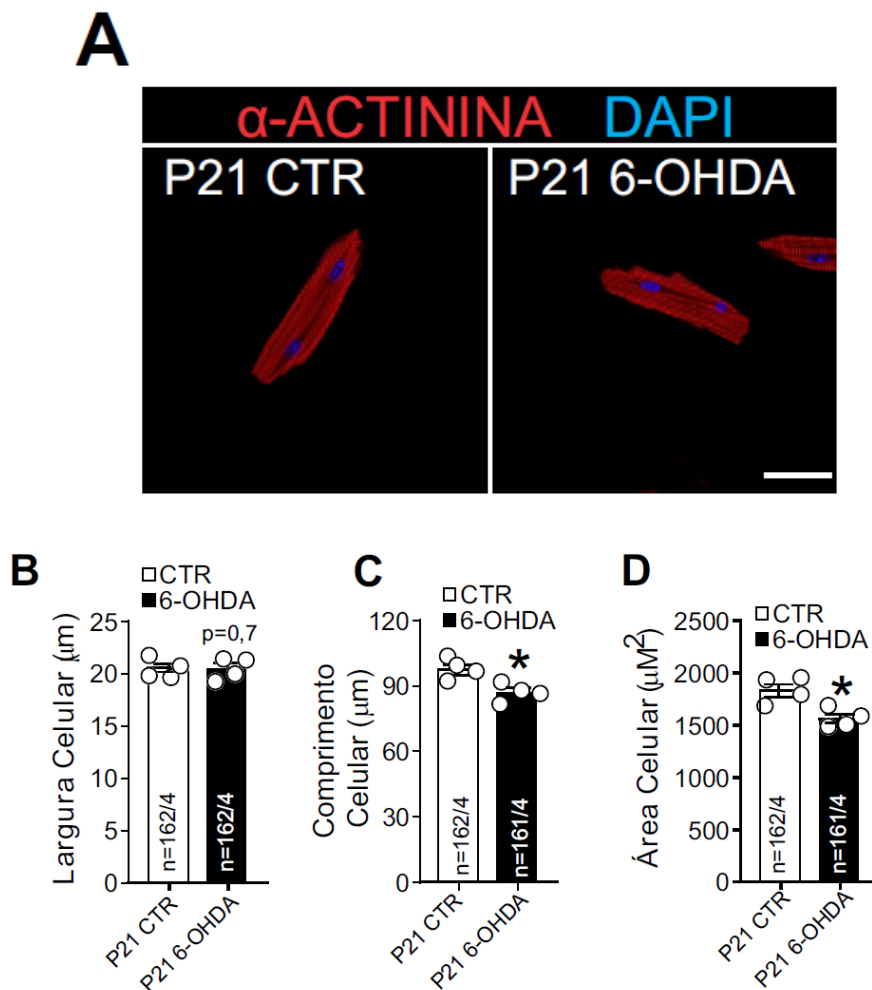 A
α-ACTININA DAPI
P21 CTR
P21 6-OHDA
B
CTR
6-OHDA
p=0,7
Largura Celular (μm)
25
20
15
10
5
0
n=162/4
n=162/4
P21 CTR
P21 6-OHDA
C
CTR
6-OHDA
*
Comprimento
Celular (μm)
120
90
60
30
0
n=162/4
n=161/4
P21 CTR
P21 6-OHDA
D
CTR
6-OHDA
*
Área Celular (μM²)
2500
2000
1500
1000
500
0
n=162/4
n=161/4
P21 CTR
P21 6-OHDA